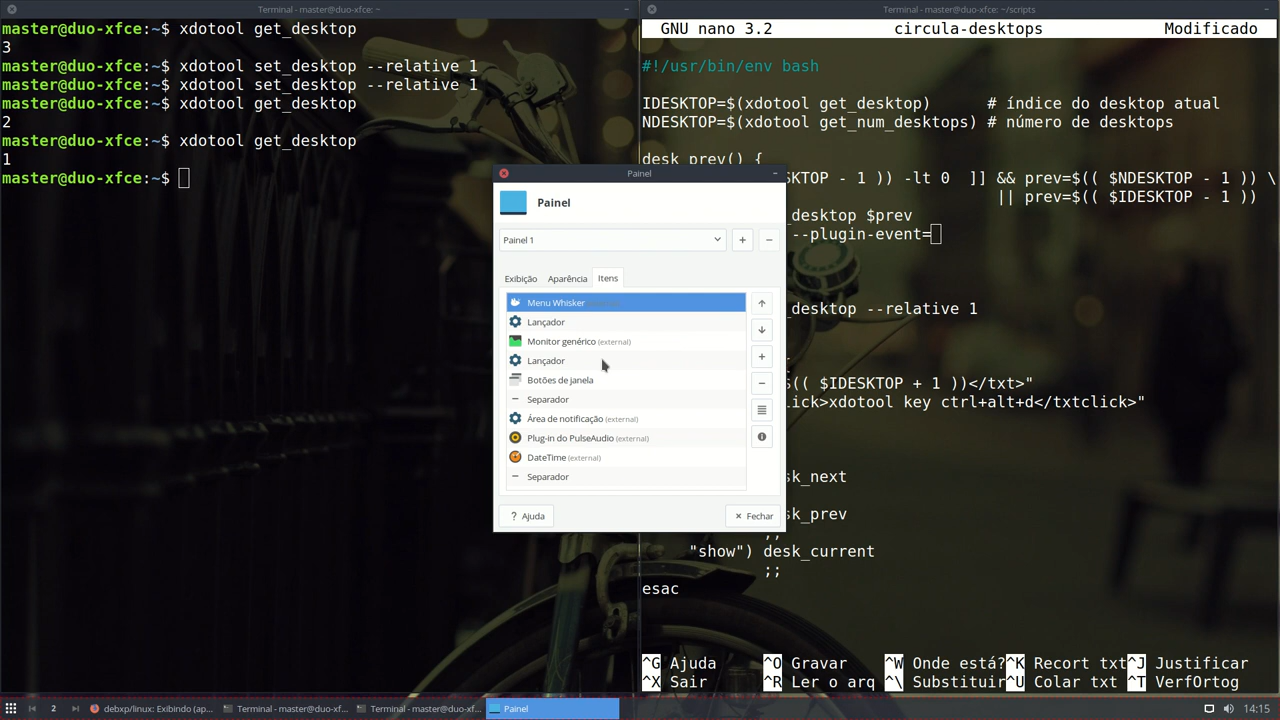 Terminal - master@duo-xfce: ~
master@duo-xfce:~$ xdotool get_desktop
3
master@duo-xfce:~$ xdotool set_desktop --relative 1
master@duo-xfce:~$ xdotool set_desktop --relative 1
master@duo-xfce:~$ xdotool get_desktop
2
master@duo-xfce:~$ xdotool get_desktop
1
master@duo-xfce:~$
Terminal - master@duo-xfce: ~/scripts
GNU nano 3.2 circula-desktops Modificado
#!/usr/bin/env bash
IDESKTOP=$(xdotool get_desktop) # índice do desktop atual
NDESKTOP=$(xdotool get_num_desktops) # número de desktops
desk_prev() {
SKTOP - 1 )) -lt 0 ]] && prev=$(( $NDESKTOP - 1 )) \
|| prev=$(( $IDESKTOP - 1 ))
_desktop $prev
--plugin-event=
_desktop --relative 1
$(( $IDESKTOP + 1 ))</txt>"
click>xdotool key ctrl+alt+d</txtclick>"
sk_next
sk_prev
;;
"show") desk_current
;;
esac
^G Ajuda ^O Gravar ^W Onde está? ^K Recort txt ^J Justificar
^X Sair ^R Ler o arq ^\ Substituir ^U Colar txt ^T VerfOrtog
Painel
Painel
Painel 1
Exibição Aparência Itens
Menu Whisker
Lançador
Monitor genérico (external)
Lançador
Botões de janela
Separador
Área de notificação (external)
Plug-in do PulseAudio (external)
DateTime (external)
Separador
? Ajuda
Fechar
2 debxp/linux: Exibindo (ap... Terminal - master@duo-xf... Terminal - master@duo-xf... Painel 14:15